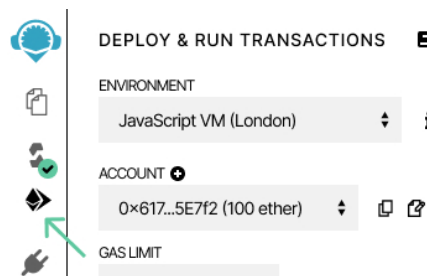 DEPLOY & RUN TRANSACTIONS
ENVIRONMENT
JavaScript VM (London)
ACCOUNT
0x617...5E7f2 (100 ether)
GAS LIMIT